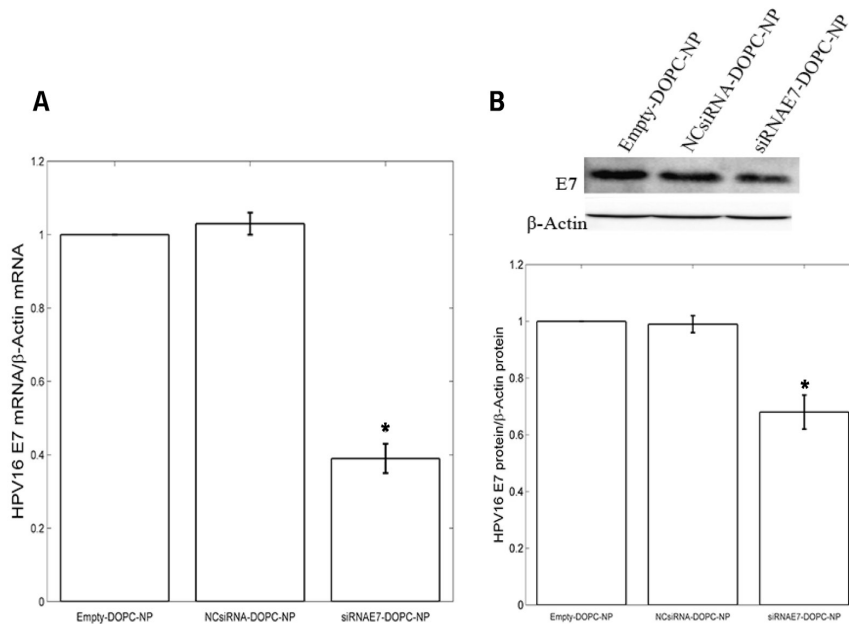 A
HPV16 E7 mRNA/β-Actin mRNA
1.2
1
0.8
0.6
0.4
0.2
0
*
Empty-DOPC-NP NCsiRNA-DOPC-NP siRNAE7-DOPC-NP
B
Empty-DOPC-NP
NCsiRNA-DOPC-NP
siRNAE7-DOPC-NP
E7
β-Actin
HPV16 E7 protein/β-Actin protein
1.2
1
0.8
0.6
0.4
0.2
0
*
Empty-DOPC-NP NCsiRNA-DOPC-NP siRNAE7-DOPC-NP